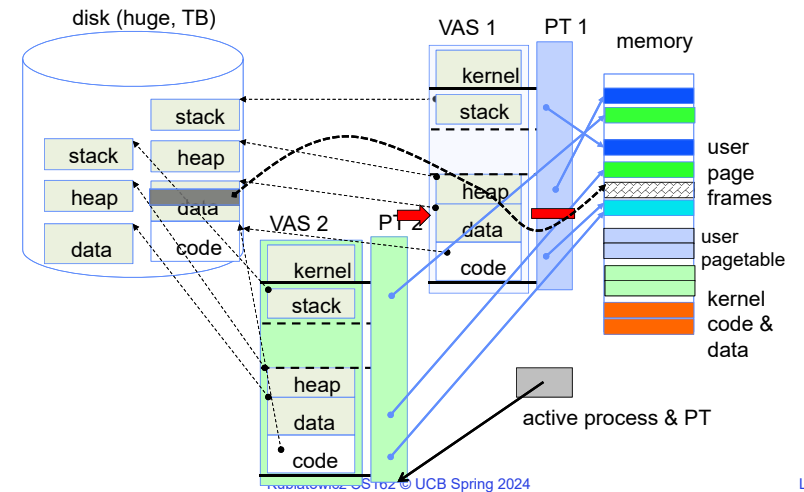 disk (huge, TB)
VAS 1
PT 1
memory
kernel
stack
stack
stack
heap
heap
heap
data
data
code
data
code
user
page
frames
user
pagetable
kernel
code &
data
VAS 2
PT 2
kernel
stack
heap
data
code
active process & PT
Kubiatowicz CS162 © UCB Spring 2024
L